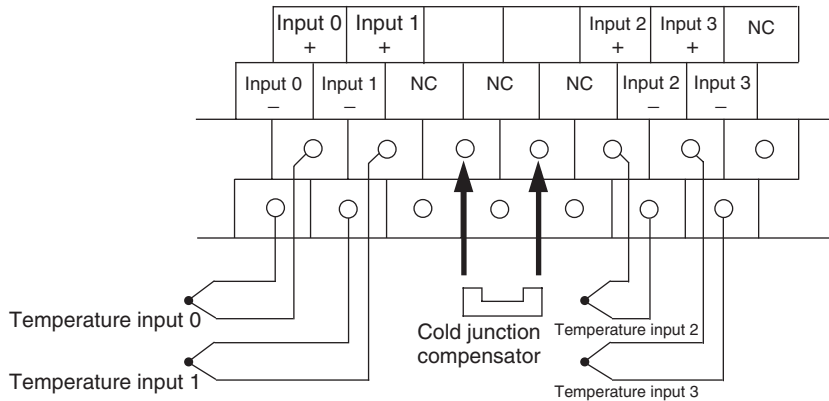 Input 0 Input 1 Input 2 Input 3 NC
+ + + +
Input 0 Input 1 NC NC NC Input 2 Input 3
– – – –
Temperature input 0
Cold junction
compensator
Temperature input 2
Temperature input 1
Temperature input 3